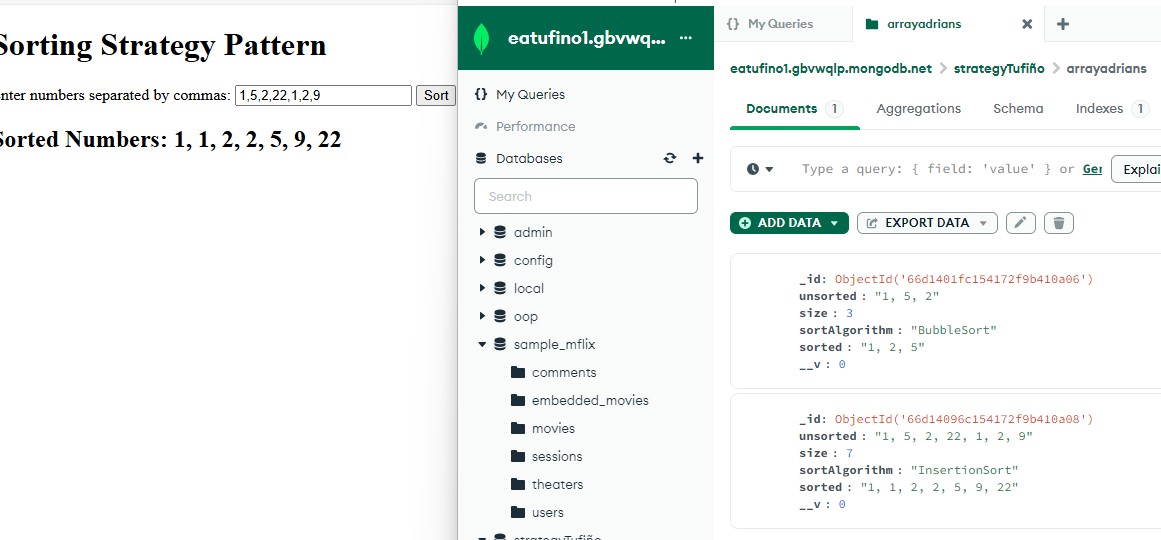 Sorting Strategy Pattern
nter numbers separated by commas: 1,5,2,22,1,2,9 Sort
Sorted Numbers: 1, 1, 2, 2, 5, 9, 22
eatufino1.gbvwq... ...
{} My Queries
Performance
Databases
Search
admin
config
local
oop
sample_mflix
comments
embedded_movies
movies
sessions
theaters
users
strategyTufiño
{} My Queries
arrayadrians
eatufino1.gbvwqlp.mongodb.net > strategyTufiño > arrayadrians
Documents 1 Aggregations Schema Indexes 1
Type a query: { field: 'value' } or Ger Explai
ADD DATA EXPORT DATA
_id: ObjectId('66d1401fc154172f9b410a06')
unsorted : "1, 5, 2"
size : 3
sortAlgorithm : "BubbleSort"
sorted : "1, 2, 5"
__v : 0
_id: ObjectId('66d14096c154172f9b410a08')
unsorted : "1, 5, 2, 22, 1, 2, 9"
size : 7
sortAlgorithm : "InsertionSort"
sorted : "1, 1, 2, 2, 5, 9, 22"
__v : 0